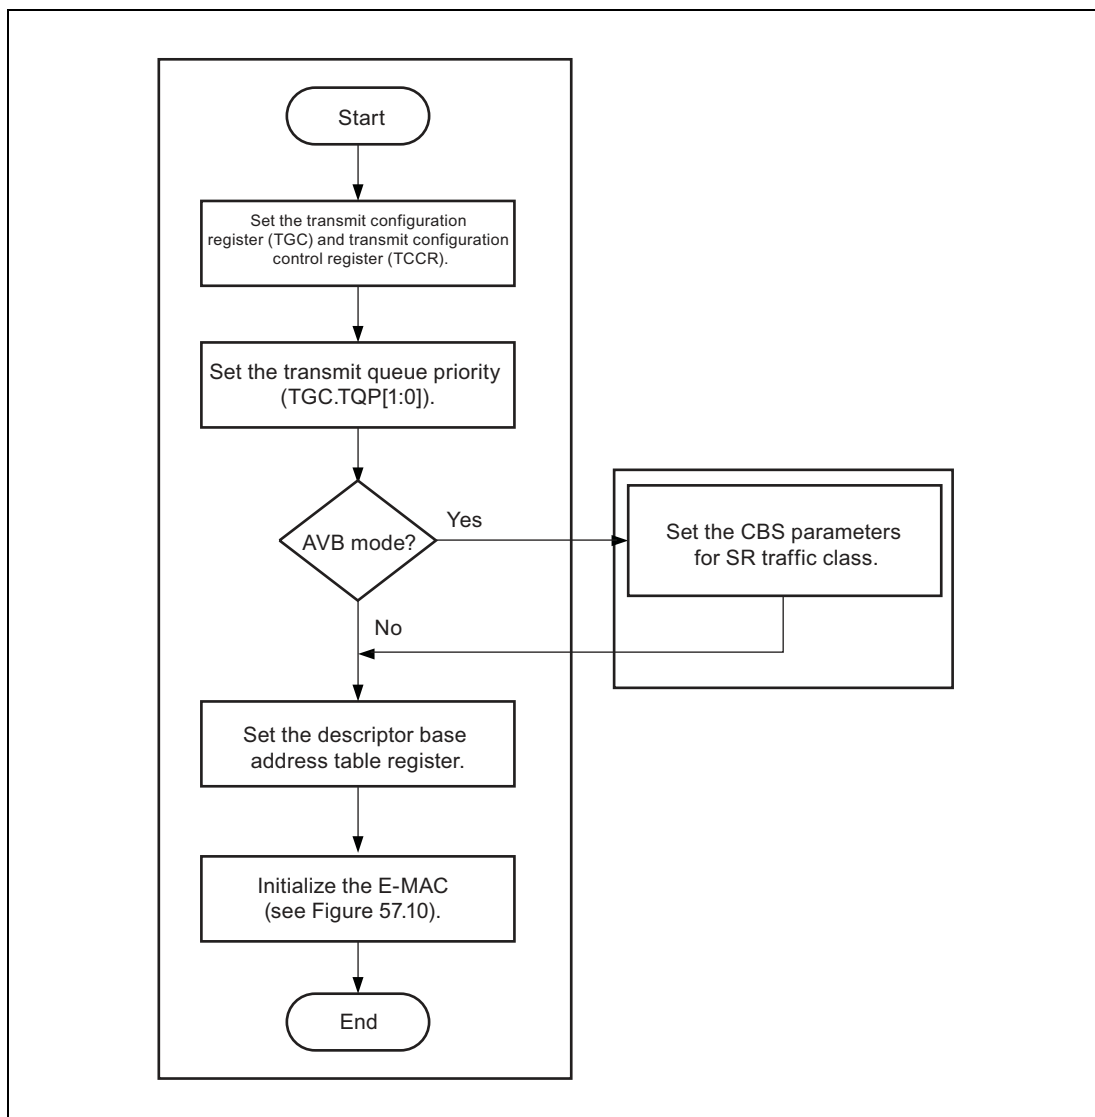 Start
Set the transmit configuration
register (TGC) and transmit configuration
control register (TCCR).
Set the transmit queue priority
(TGC.TQP[1:0]).
AVB mode?
Yes
Set the CBS parameters
for SR traffic class.
No
Set the descriptor base
address table register.
Initialize the E-MAC
(see Figure 57.10).
End